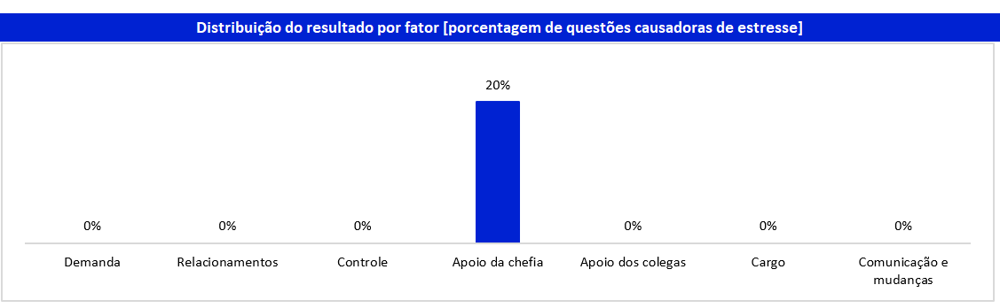 Distribuição do resultado por fator [porcentagem de questões causadoras de estresse]
20%
0% 0% 0% 0% 0% 0%
Demanda Relacionamentos Controle Apoio da chefia Apoio dos colegas Cargo Comunicação e
mudanças